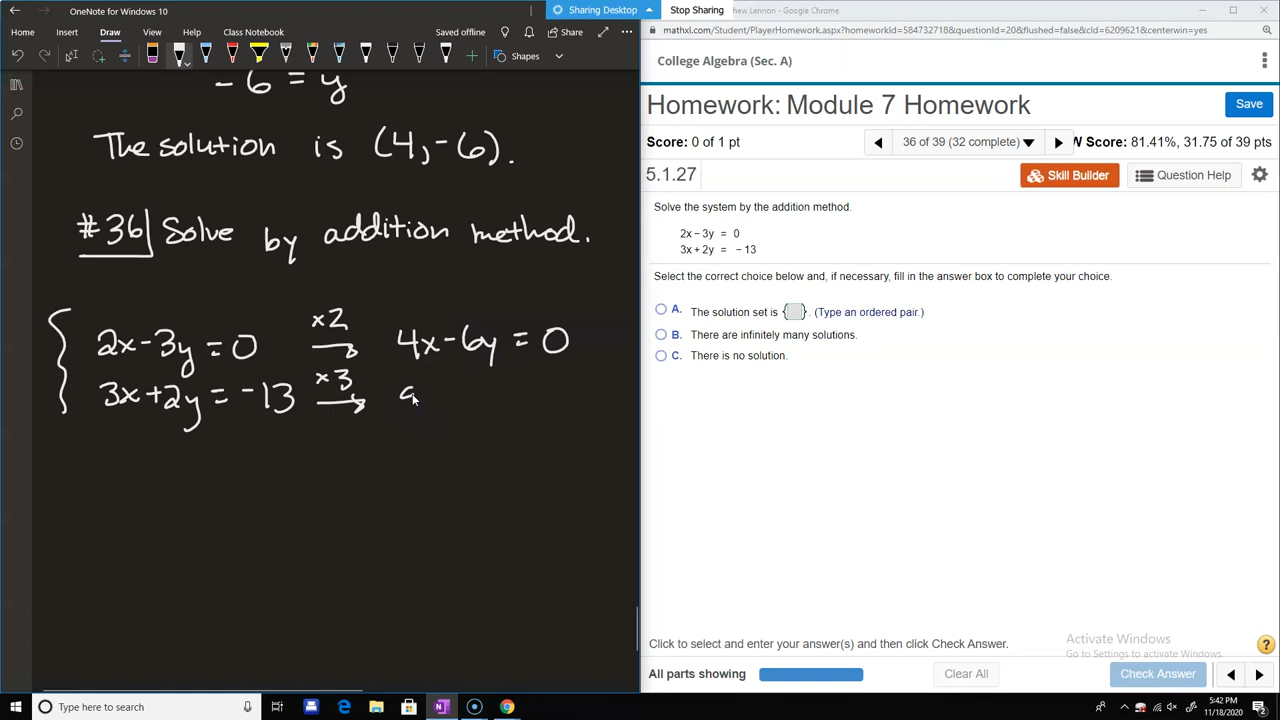 OneNote for Windows 10
Sharing Desktop
Stop Sharing
hew Lennon - Google Chrome
Home Insert Draw View Help Class Notebook Saved offline Share
mathxl.com/Student/PlayerHomework.aspx?homeworkId=584732718&questionId=20&flushed=false&cId=6209621&centerwin=yes
Shapes
- 6 = y
The solution is (4, -6).
#36 Solve by addition method.
2x - 3y = 0 ×2 4x - 6y = 0
3x + 2y = -13 ×3
College Algebra (Sec. A)
Homework: Module 7 Homework
Save
Score: 0 of 1 pt
36 of 39 (32 complete)
W Score: 81.41%, 31.75 of 39 pts
5.1.27
Skill Builder
Question Help
Solve the system by the addition method.
2x - 3y = 0
3x + 2y = - 13
Select the correct choice below and, if necessary, fill in the answer box to complete your choice.
A. The solution set is { }. (Type an ordered pair.)
B. There are infinitely many solutions.
C. There is no solution.
Click to select and enter your answer(s) and then click Check Answer.
Activate Windows
Go to Settings to activate Windows.
All parts showing
Clear All
Check Answer
Type here to search
5:42 PM
11/18/2020